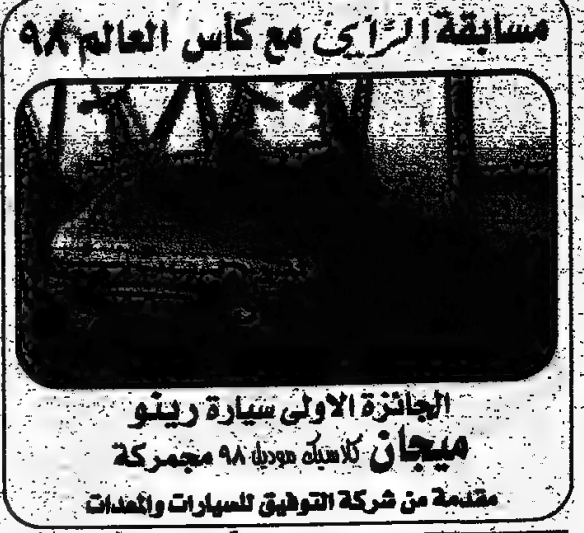 مسابقة الرأي مع كأس العالم ٩٨
الجائزة الاولى سيارة رينو
ميجان كلاسيك موديل ٩٨ مجمركة
مقدمة من شركة التوفيق للسيارات والمعدات